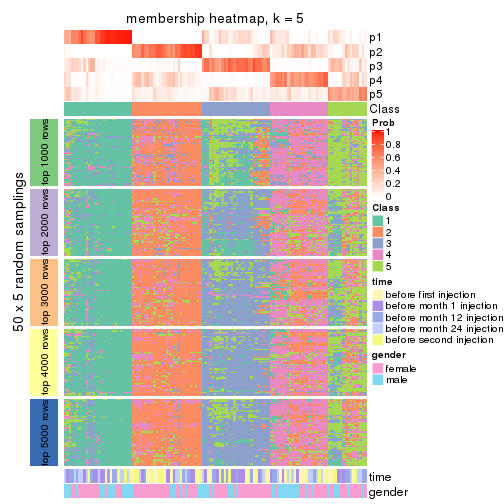 membership heatmap, k = 5
p1
p2
p3
p4
p5
Class
50 x 5 random samplings
top 1000 rows
top 2000 rows
top 3000 rows
top 4000 rows
top 5000 rows
time
gender
Prob
1
0.8
0.6
0.4
0.2
0
Class
1
2
3
4
5
time
before first injection
before month 1 injection
before month 12 injection
before month 24 injection
before second injection
gender
female
male